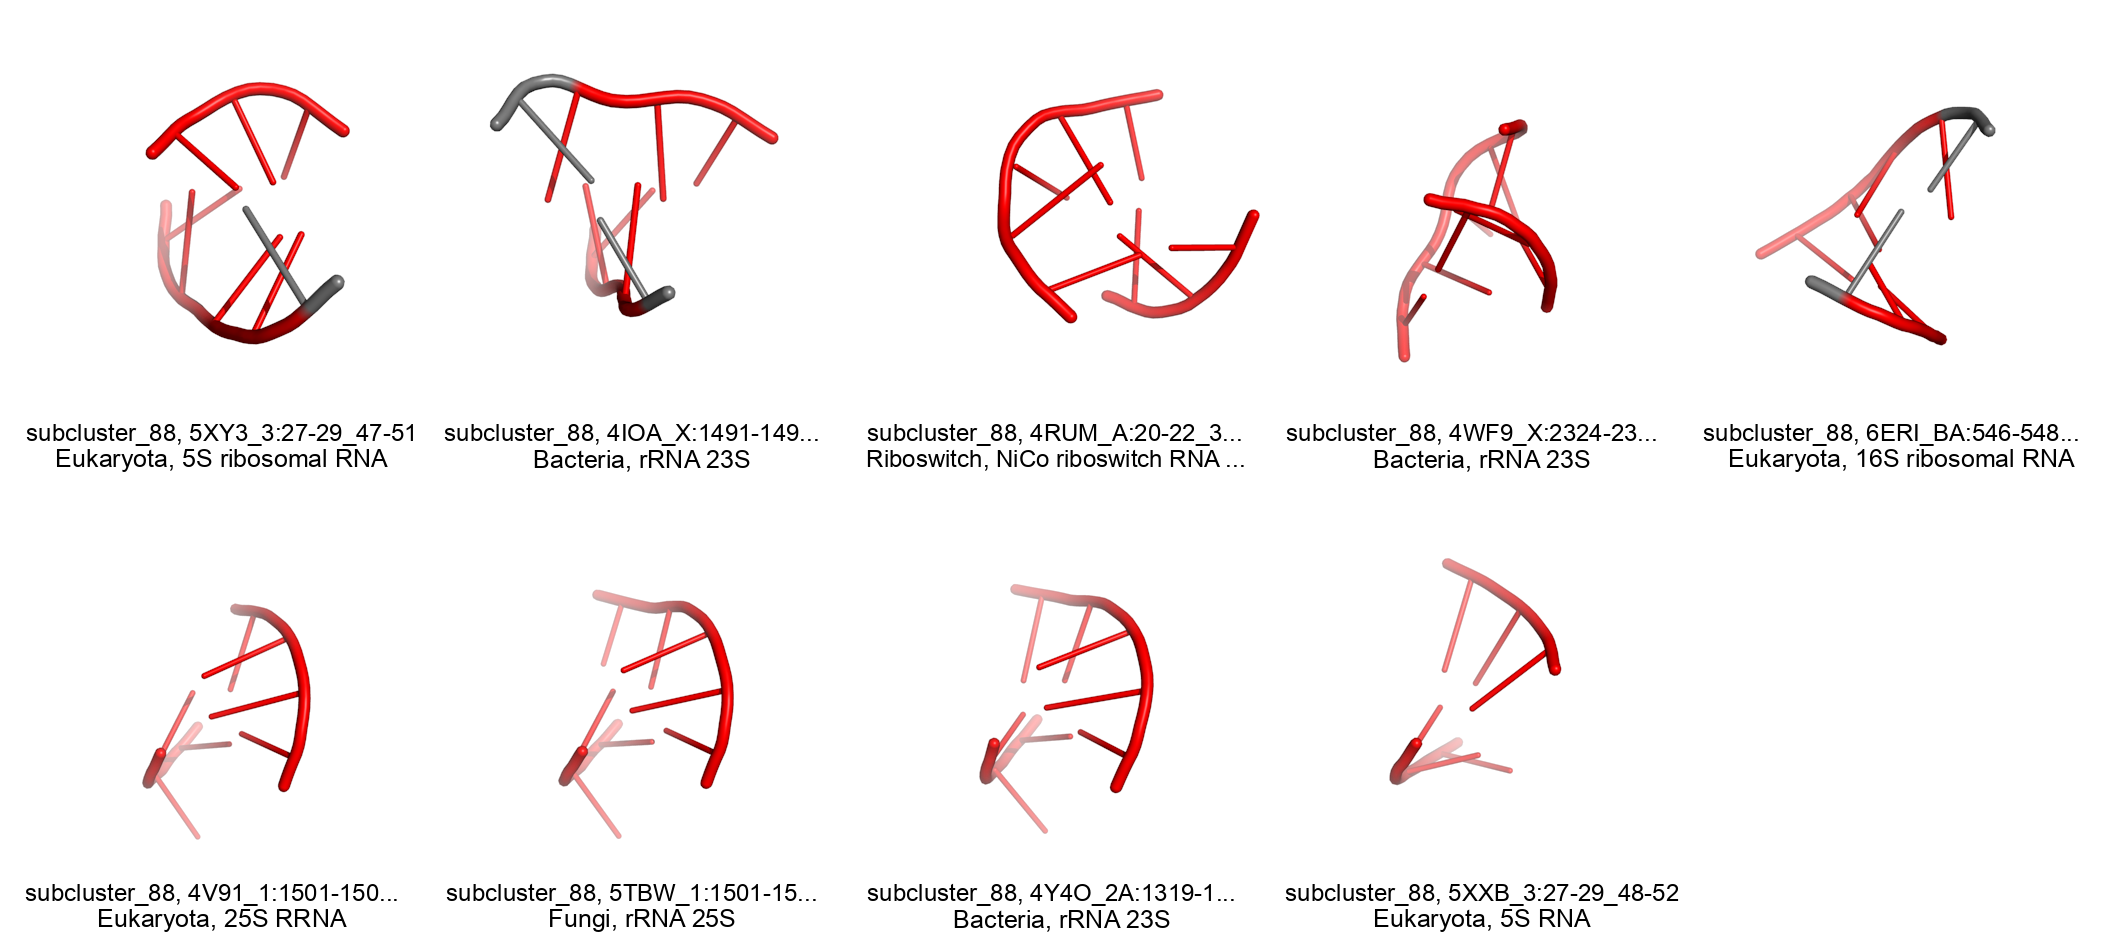 subcluster_88, 5XY3_3:27-29_47-51
Eukaryota, 5S ribosomal RNA
subcluster_88, 4IOA_X:1491-149...
Bacteria, rRNA 23S
subcluster_88, 4RUM_A:20-22_3...
Riboswitch, NiCo riboswitch RNA ...
subcluster_88, 4WF9_X:2324-23...
Bacteria, rRNA 23S
subcluster_88, 6ERI_BA:546-548...
Eukaryota, 16S ribosomal RNA
subcluster_88, 4V91_1:1501-150...
Eukaryota, 25S RRNA
subcluster_88, 5TBW_1:1501-15...
Fungi, rRNA 25S
subcluster_88, 4Y4O_2A:1319-1...
Bacteria, rRNA 23S
subcluster_88, 5XXB_3:27-29_48-52
Eukaryota, 5S RNA